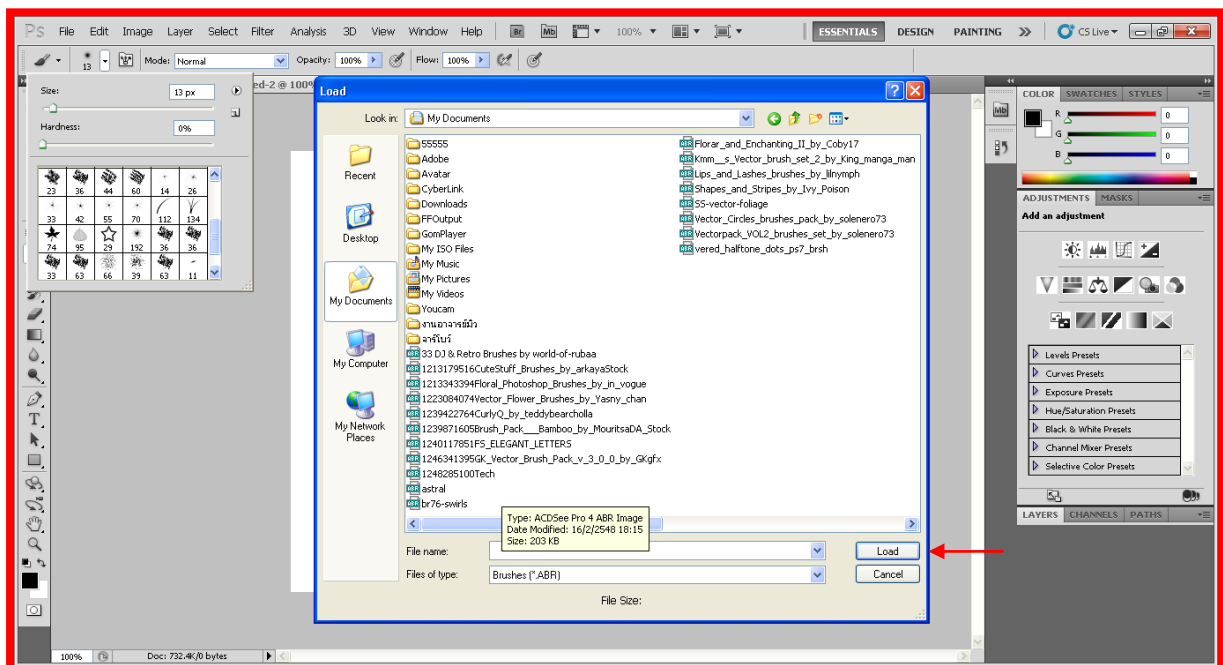 Ps File Edit Image Layer Select Filter Analysis 3D View Window Help Br Mb 100% ESSENTIALS DESIGN PAINTING CS Live
13 Mode: Normal Opacity: 100% Flow: 100%
ed-2 @ 100%
Size: 13 px
Hardness: 0%
23 36 44 60 14 26
33 42 55 70 112 134
74 95 29 192 36 36
33 63 66 39 63 11
Load
Look in: My Documents
Recent
Desktop
My Documents
My Computer
My Network
Places
55555
Adobe
Avatar
CyberLink
Downloads
FFOutput
GomPlayer
My ISO Files
My Music
My Pictures
My Videos
Youcam
งานอาจารย์มิว
จาร์โบว์
33 DJ & Retro Brushes by world-of-rubaa
1213179516CuteStuff_Brushes_by_arkayaStock
1213343394Floral_Photoshop_Brushes_by_in_vogue
1223084074Vector_Flower_Brushes_by_Yasny_chan
1239422764CurlyQ_by_teddybearcholla
1239871605Brush_Pack___Bamboo_by_MouritsaDA_Stock
1240117851FS_ELEGANT_LETTERS
1246341395GK_Vector_Brush_Pack_v_3_0_0_by_GKgfx
1248285100Tech
astral
br76-swirls
Florar_and_Enchanting_II_by_Coby17
Kmm__s_Vector_brush_set_2_by_King_manga_man
Lips_and_Lashes_brushes_by_lilnymph
Shapes_and_Stripes_by_Ivy_Poison
SS-vector-foliage
Vector_Circles_brushes_pack_by_solenero73
Vectorpack_VOL2_brushes_set_by_solenero73
vered_halftone_dots_ps7_brsh
Type: ACDSee Pro 4 ABR Image
Date Modified: 16/2/2548 18:15
Size: 203 KB
File name: Load
Files of type: Brushes (*.ABR) Cancel
File Size:
Mb
COLOR SWATCHES STYLES
R 0
G 0
B 0
ADJUSTMENTS MASKS
Add an adjustment
Levels Presets
Curves Presets
Exposure Presets
Hue/Saturation Presets
Black & White Presets
Channel Mixer Presets
Selective Color Presets
LAYERS CHANNELS PATHS
T
100% Doc: 732.4K/0 bytes